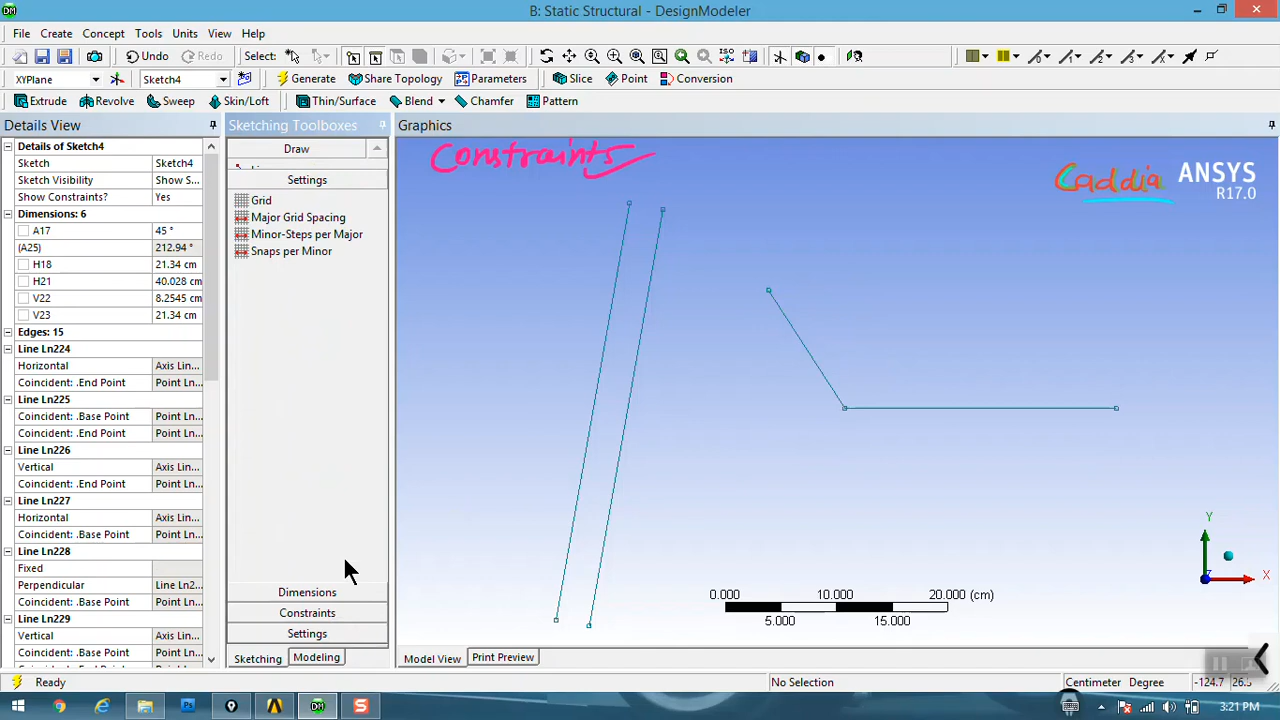 B: Static Structural - DesignModeler
File Create Concept Tools Units View Help
Undo Redo Select:
XYPlane Sketch4 Generate Share Topology Parameters Slice Point Conversion
Extrude Revolve Sweep Skin/Loft Thin/Surface Blend Chamfer Pattern
Details View
Details of Sketch4
Sketch Sketch4
Sketch Visibility Show S...
Show Constraints? Yes
Dimensions: 6
A17 45 °
(A25) 212.94 °
H18 21.34 cm
H21 40.028 cm
V22 8.2545 cm
V23 21.34 cm
Edges: 15
Line Ln224
Horizontal Axis Lin...
Coincident: .End Point Point Ln...
Line Ln225
Coincident: .Base Point Point Ln...
Coincident: .End Point Point Ln...
Line Ln226
Vertical Axis Lin...
Coincident: .End Point Point Ln...
Line Ln227
Horizontal Axis Lin...
Coincident: .Base Point Point Ln...
Line Ln228
Fixed
Perpendicular Line Ln2...
Coincident: .Base Point Point Ln...
Line Ln229
Vertical Axis Lin...
Coincident: .Base Point Point Ln...
Sketching Toolboxes
Draw
Settings
Grid
Major Grid Spacing
Minor-Steps per Major
Snaps per Minor
Dimensions
Constraints
Settings
Sketching Modeling
Graphics
Constraints
Caddia ANSYS
R17.0
Y
X
0.000 10.000 20.000 (cm)
5.000 15.000
Model View Print Preview
Ready No Selection Centimeter Degree -124.7
3:21 PM